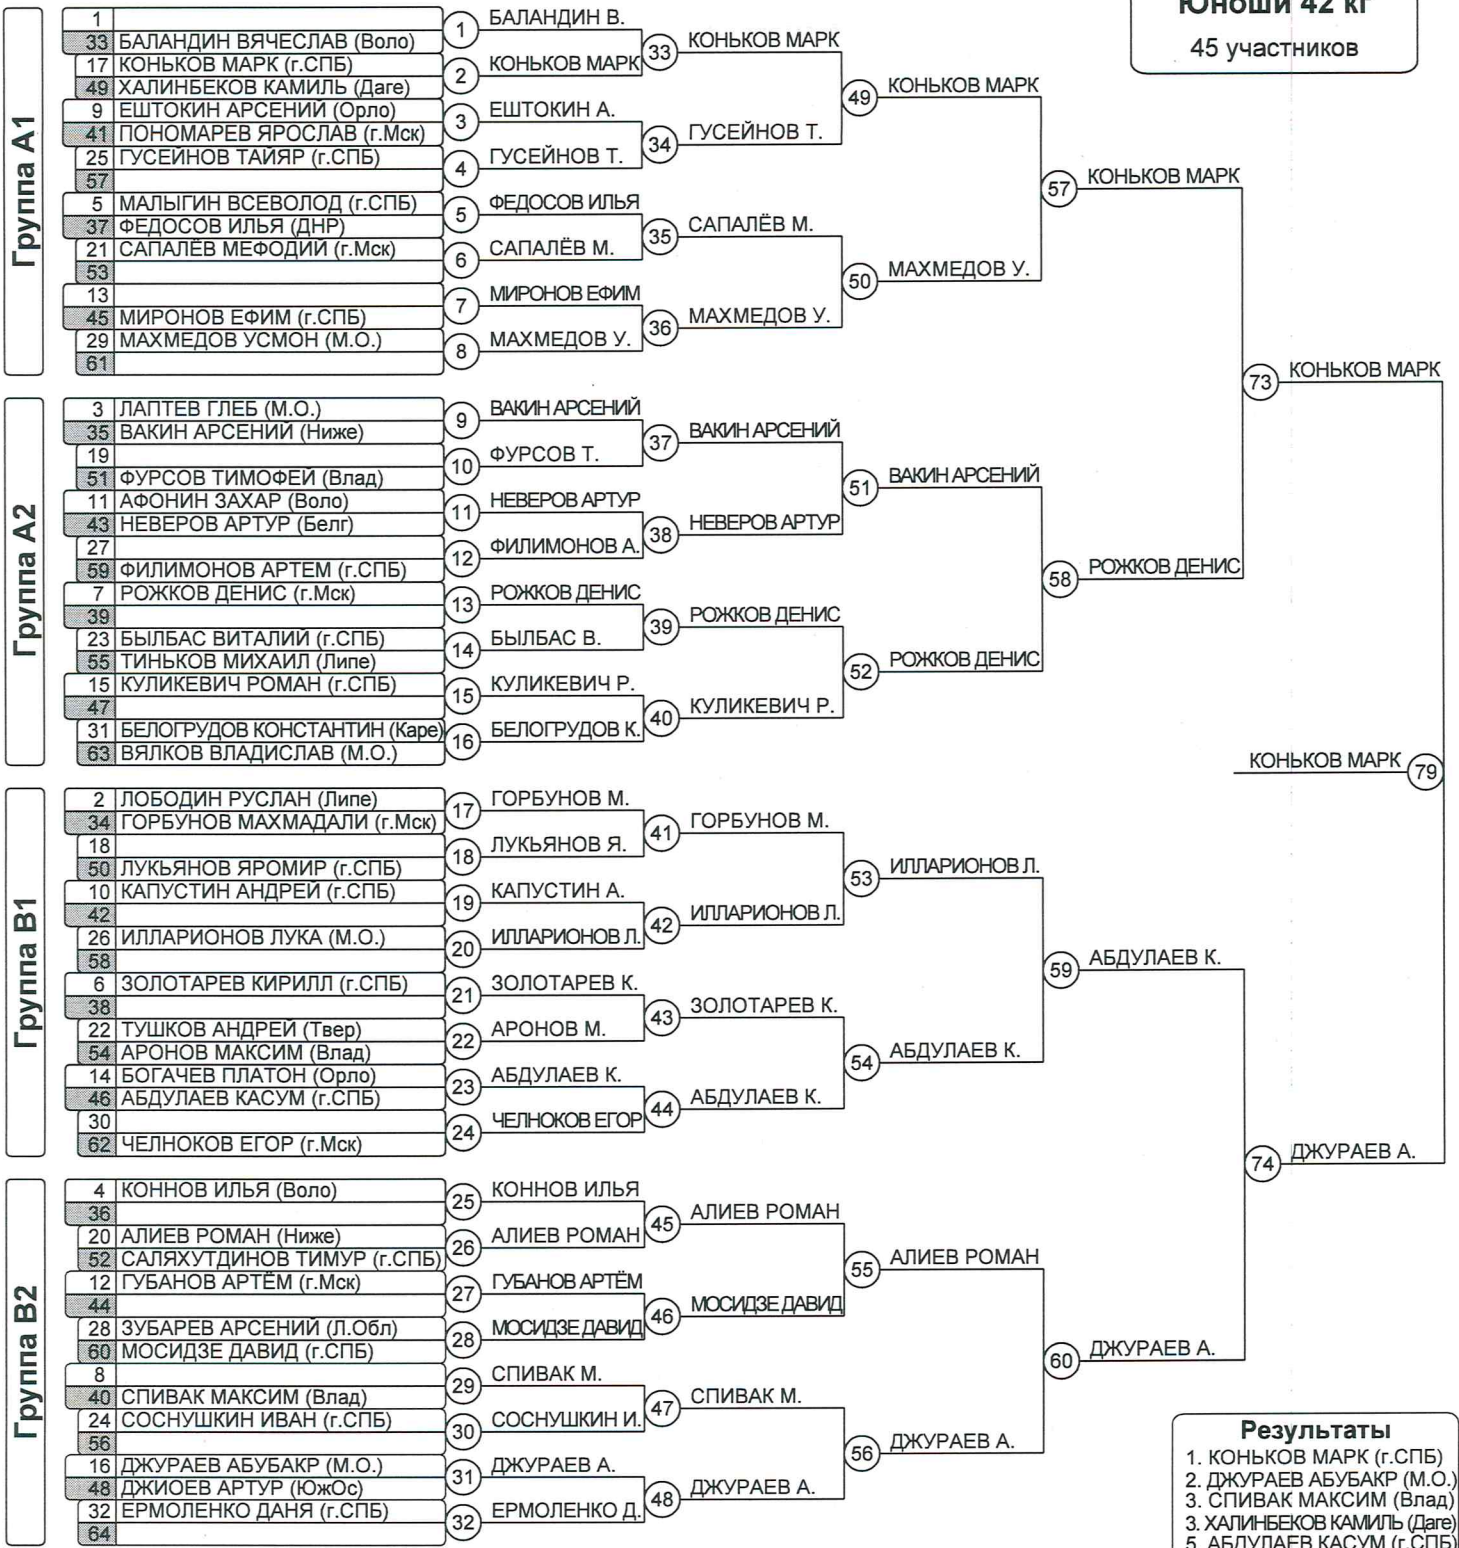 Юноши 42 кг
45 участников
Группа A1
1
33 БАЛАНДИН ВЯЧЕСЛАВ (Воло)
17 КОНЬКОВ МАРК (г.СПБ)
49 ХАЛИНБЕКОВ КАМИЛЬ (Даге)
9 ЕШТОКИН АРСЕНИЙ (Орло)
41 ПОНОМАРЕВ ЯРОСЛАВ (г.Мск)
25 ГУСЕЙНОВ ТАЙЯР (г.СПБ)
57
5 МАЛЫГИН ВСЕВОЛОД (г.СПБ)
37 ФЕДОСОВ ИЛЬЯ (ДНР)
21 САПАЛЁВ МЕФОДИЙ (г.Мск)
53
13
45 МИРОНОВ ЕФИМ (г.СПБ)
29 МАХМЕДОВ УСМОН (М.О.)
61
1 БАЛАНДИН В.
2 КОНЬКОВ МАРК
3 ЕШТОКИН А.
4 ГУСЕЙНОВ Т.
5 ФЕДОСОВ ИЛЬЯ
6 САПАЛЁВ М.
7 МИРОНОВ ЕФИМ
8 МАХМЕДОВ У.
33 КОНЬКОВ МАРК
34 ГУСЕЙНОВ Т.
35 САПАЛЁВ М.
36 МАХМЕДОВ У.
49 КОНЬКОВ МАРК
50 МАХМЕДОВ У.
57 КОНЬКОВ МАРК
Группа A2
3 ЛАПТЕВ ГЛЕБ (М.О.)
35 ВАКИН АРСЕНИЙ (Ниже)
19
51 ФУРСОВ ТИМОФЕЙ (Влад)
11 АФОНИН ЗАХАР (Воло)
43 НЕВЕРОВ АРТУР (Белг)
27
59 ФИЛИМОНОВ АРТЕМ (г.СПБ)
7 РОЖКОВ ДЕНИС (г.Мск)
39
23 БЫЛБАС ВИТАЛИЙ (г.СПБ)
55 ТИНЬКОВ МИХАИЛ (Липе)
15 КУЛИКЕВИЧ РОМАН (г.СПБ)
47
31 БЕЛОГРУДОВ КОНСТАНТИН (Каре)
63 ВЯЛКОВ ВЛАДИСЛАВ (М.О.)
9 ВАКИН АРСЕНИЙ
10 ФУРСОВ Т.
11 НЕВЕРОВ АРТУР
12 ФИЛИМОНОВ А.
13 РОЖКОВ ДЕНИС
14 БЫЛБАС В.
15 КУЛИКЕВИЧ Р.
16 БЕЛОГРУДОВ К.
37 ВАКИН АРСЕНИЙ
38 НЕВЕРОВ АРТУР
39 РОЖКОВ ДЕНИС
40 КУЛИКЕВИЧ Р.
51 ВАКИН АРСЕНИЙ
52 РОЖКОВ ДЕНИС
58 РОЖКОВ ДЕНИС
73 КОНЬКОВ МАРК
КОНЬКОВ МАРК 79
Группа B1
2 ЛОБОДИН РУСЛАН (Липе)
34 ГОРБУНОВ МАХМАДАЛИ (г.Мск)
18
50 ЛУКЬЯНОВ ЯРОМИР (г.СПБ)
10 КАПУСТИН АНДРЕЙ (г.СПБ)
42
26 ИЛЛАРИОНОВ ЛУКА (М.О.)
58
6 ЗОЛОТАРЕВ КИРИЛЛ (г.СПБ)
38
22 ТУШКОВ АНДРЕЙ (Твер)
54 АРОНОВ МАКСИМ (Влад)
14 БОГАЧЕВ ПЛАТОН (Орло)
46 АБДУЛАЕВ КАСУМ (г.СПБ)
30
62 ЧЕЛНОКОВ ЕГОР (г.Мск)
17 ГОРБУНОВ М.
18 ЛУКЬЯНОВ Я.
19 КАПУСТИН А.
20 ИЛЛАРИОНОВ Л.
21 ЗОЛОТАРЕВ К.
22 АРОНОВ М.
23 АБДУЛАЕВ К.
24 ЧЕЛНОКОВ ЕГОР
41 ГОРБУНОВ М.
42 ИЛЛАРИОНОВ Л.
43 ЗОЛОТАРЕВ К.
44 АБДУЛАЕВ К.
53 ИЛЛАРИОНОВ Л.
54 АБДУЛАЕВ К.
59 АБДУЛАЕВ К.
Группа B2
4 КОННОВ ИЛЬЯ (Воло)
36
20 АЛИЕВ РОМАН (Ниже)
52 САЛЯХУТДИНОВ ТИМУР (г.СПБ)
12 ГУБАНОВ АРТЁМ (г.Мск)
44
28 ЗУБАРЕВ АРСЕНИЙ (Л.Обл)
60 МОСИДЗЕ ДАВИД (г.СПБ)
8
40 СПИВАК МАКСИМ (Влад)
24 СОСНУШКИН ИВАН (г.СПБ)
56
16 ДЖУРАЕВ АБУБАКР (М.О.)
48 ДЖИОЕВ АРТУР (ЮжОс)
32 ЕРМОЛЕНКО ДАНЯ (г.СПБ)
64
25 КОННОВ ИЛЬЯ
26 АЛИЕВ РОМАН
27 ГУБАНОВ АРТЁМ
28 МОСИДЗЕ ДАВИД
29 СПИВАК М.
30 СОСНУШКИН И.
31 ДЖУРАЕВ А.
32 ЕРМОЛЕНКО Д.
45 АЛИЕВ РОМАН
46 МОСИДЗЕ ДАВИД
47 СПИВАК М.
48 ДЖУРАЕВ А.
55 АЛИЕВ РОМАН
56 ДЖУРАЕВ А.
60 ДЖУРАЕВ А.
74 ДЖУРАЕВ А.
Результаты
1. КОНЬКОВ МАРК (г.СПБ)
2. ДЖУРАЕВ АБУБАКР (М.О.)
3. СПИВАК МАКСИМ (Влад)
3. ХАЛИНБЕКОВ КАМИЛЬ (Даге)
5. АБДУЛАЕВ КАСУМ (г.СПБ)